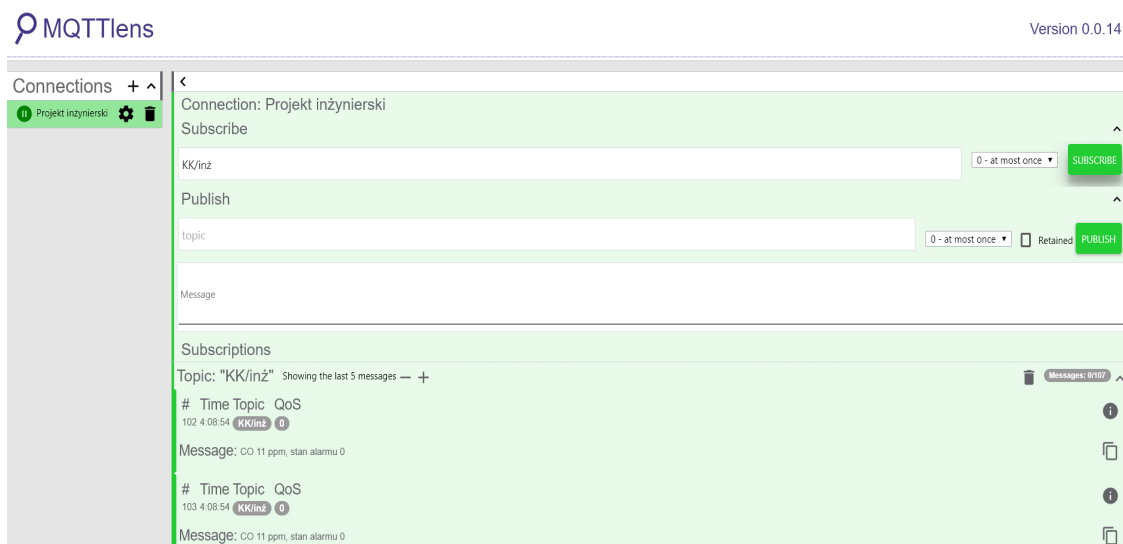 MQTTlens
Version 0.0.14
Connections
Projekt inżynierski
Connection: Projekt inżynierski
Subscribe
KK/inż
0 - at most once
SUBSCRIBE
Publish
topic
0 - at most once
Retained
PUBLISH
Message
Subscriptions
Topic: "KK/inż" Showing the last 5 messages
Messages: 0/107
# Time Topic QoS
102 4:08:54 KK/inż 0
Message: CO 11 ppm, stan alarmu 0
# Time Topic QoS
103 4:08:54 KK/inż 0
Message: CO 11 ppm, stan alarmu 0